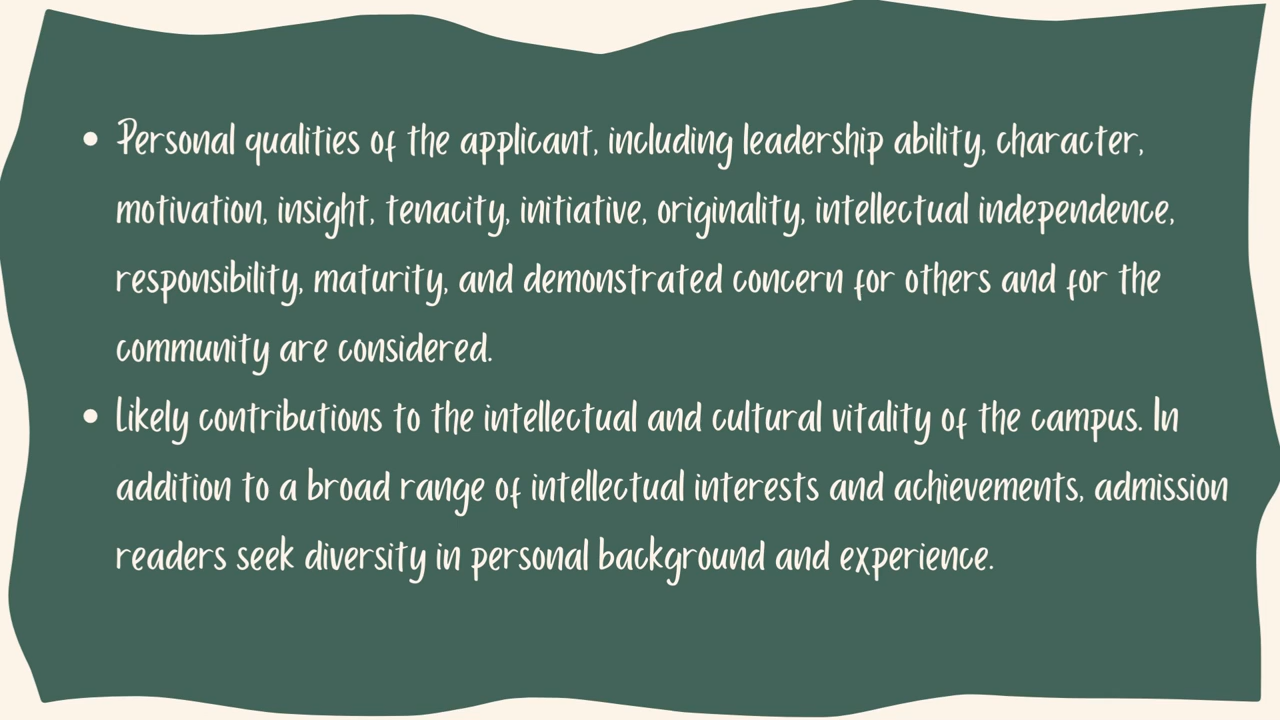 • Personal qualities of the applicant, including leadership ability, character,
motivation, insight, tenacity, initiative, originality, intellectual independence,
responsibility, maturity, and demonstrated concern for others and for the
community are considered.
• Likely contributions to the intellectual and cultural vitality of the campus. In
addition to a broad range of intellectual interests and achievements, admission
readers seek diversity in personal background and experience.